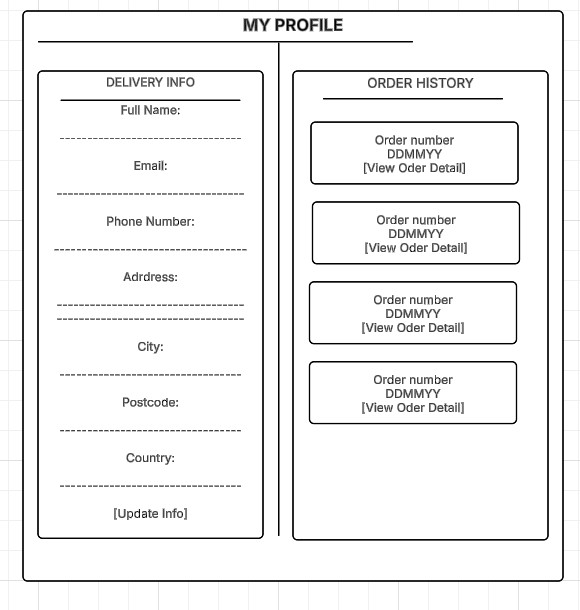 MY PROFILE
DELIVERY INFO
Full Name:
Email:
Phone Number:
Adrdress:
City:
Postcode:
Country:
[Update Info]
ORDER HISTORY
Order number
DDMMYY
[View Oder Detail]
Order number
DDMMYY
[View Oder Detail]
Order number
DDMMYY
[View Oder Detail]
Order number
DDMMYY
[View Oder Detail]